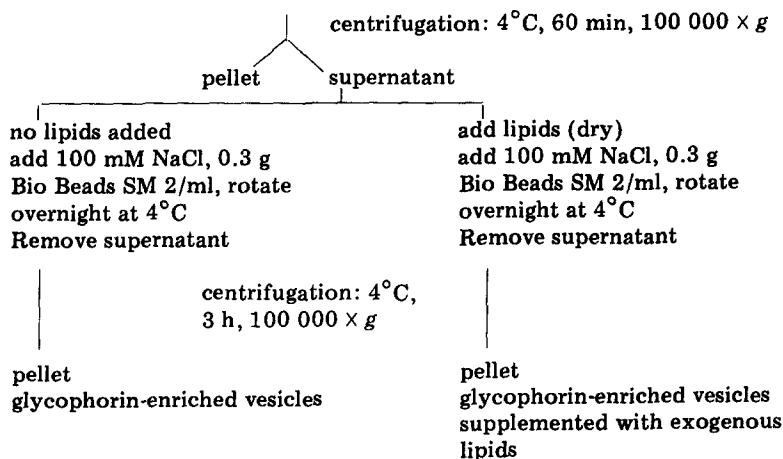 centrifugation: 4°C, 60 min, 100 000 × g
pellet supernatant
no lipids added
add 100 mM NaCl, 0.3 g
Bio Beads SM 2/ml, rotate
overnight at 4°C
Remove supernatant
add lipids (dry)
add 100 mM NaCl, 0.3 g
Bio Beads SM 2/ml, rotate
overnight at 4°C
Remove supernatant
centrifugation: 4°C,
3 h, 100 000 × g
pellet
glycophorin-enriched vesicles
pellet
glycophorin-enriched vesicles
supplemented with exogenous
lipids